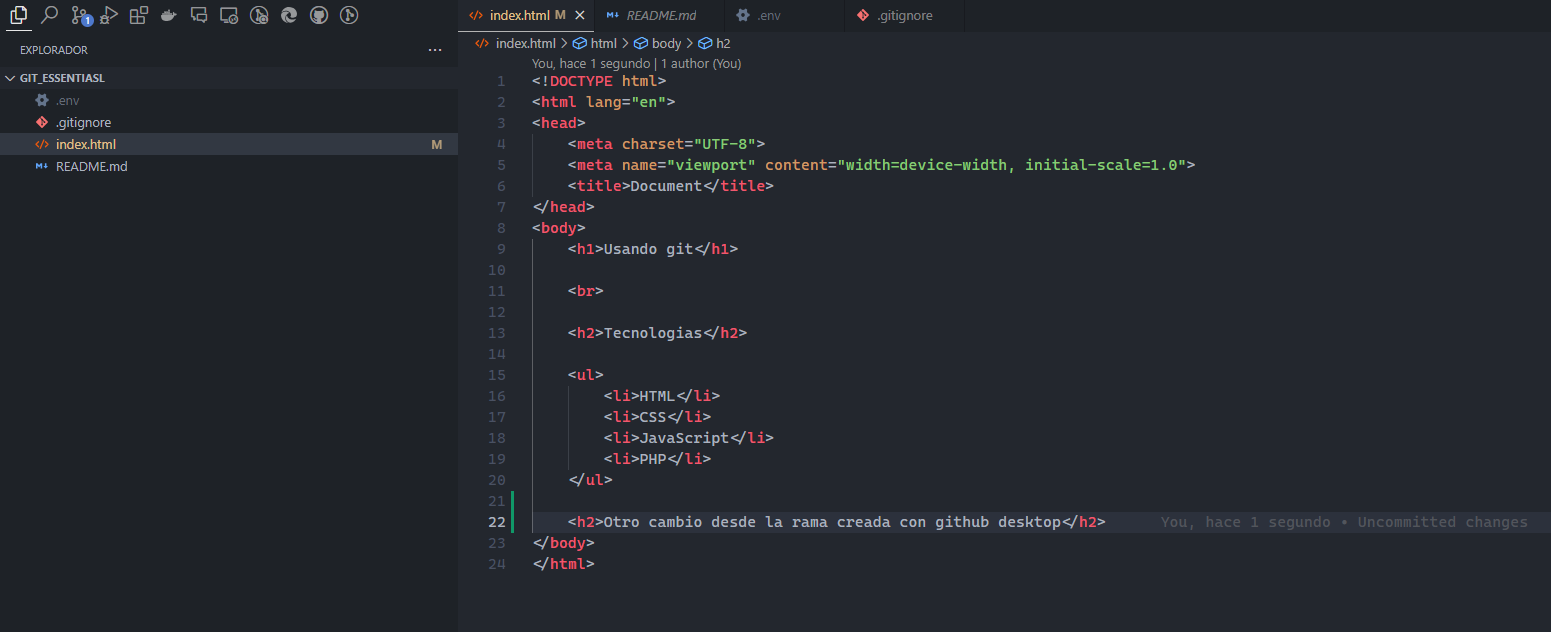 1
EXPLORADOR
GIT_ESSENTIASL
.env
.gitignore
index.html M
README.md
index.html M
README.md
.env
.gitignore
index.html > html > body > h2
You, hace 1 segundo | 1 author (You)
1 <!DOCTYPE html>
2 <html lang="en">
3 <head>
4 <meta charset="UTF-8">
5 <meta name="viewport" content="width=device-width, initial-scale=1.0">
6 <title>Document</title>
7 </head>
8 <body>
9 <h1>Usando git</h1>
10
11 <br>
12
13 <h2>Tecnologias</h2>
14
15 <ul>
16 <li>HTML</li>
17 <li>CSS</li>
18 <li>JavaScript</li>
19 <li>PHP</li>
20 </ul>
21
22 <h2>Otro cambio desde la rama creada con github desktop</h2> You, hace 1 segundo • Uncommitted changes
23 </body>
24 </html>